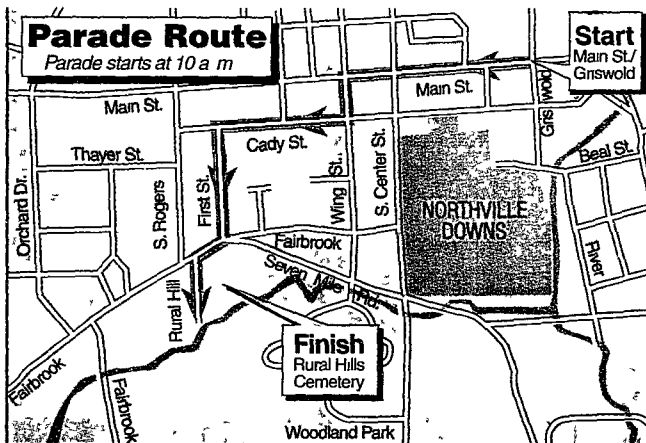 Parade Route
Parade starts at 10 a m
Start
Main St./
Griswold
Main St.
Main St.
Griswold
Cady St.
Thayer St.
Beal St.
Orchard Dr.
S. Rogers
First St.
Wing St.
S. Center St.
NORTHVILLE
DOWNS
River
Fairbrook
Seven Mile Rd.
Rural Hill
Finish
Rural Hills
Cemetery
Fairbrook
Fairbrook
Woodland Park